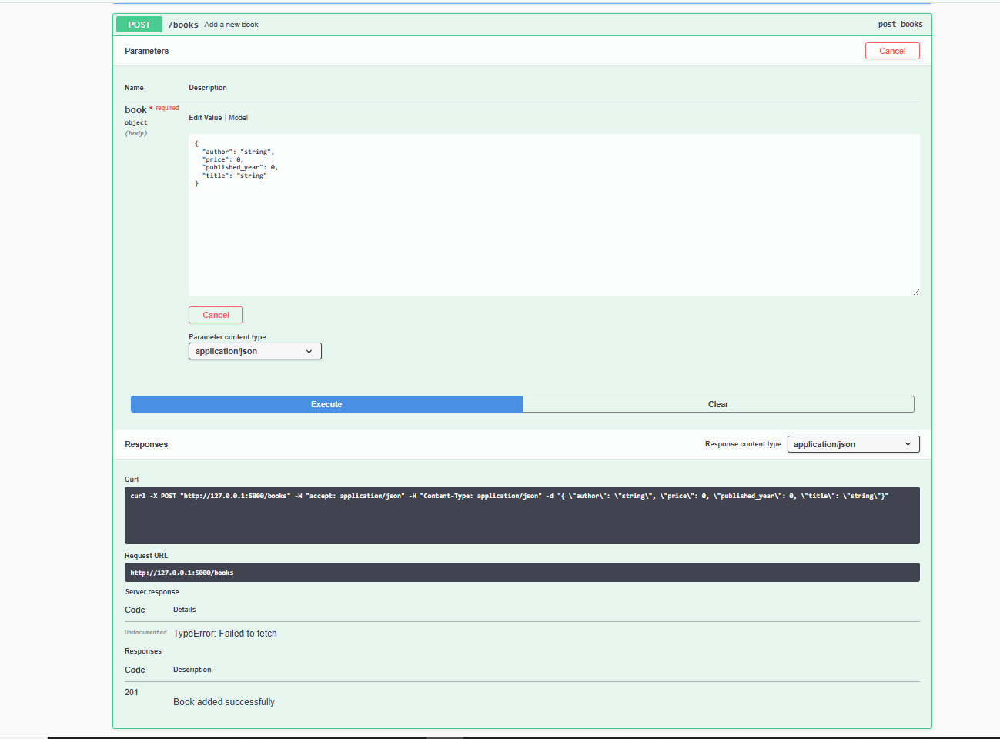 POST /books Add a new book post_books
Parameters Cancel
Name Description
book * required
object
(body)
Edit Value | Model
{
"author": "string",
"price": 0,
"published_year": 0,
"title": "string"
}
Cancel
Parameter content type
application/json
Execute Clear
Responses Response content type application/json
Curl
curl -X POST "http://127.0.0.1:5000/books" -H "accept: application/json" -H "Content-Type: application/json" -d "{ \"author\": \"string\", \"price\": 0, \"published_year\": 0, \"title\": \"string\"}"
Request URL
http://127.0.0.1:5000/books
Server response
Code Details
Undocumented TypeError: Failed to fetch
Responses
Code Description
201
Book added successfully